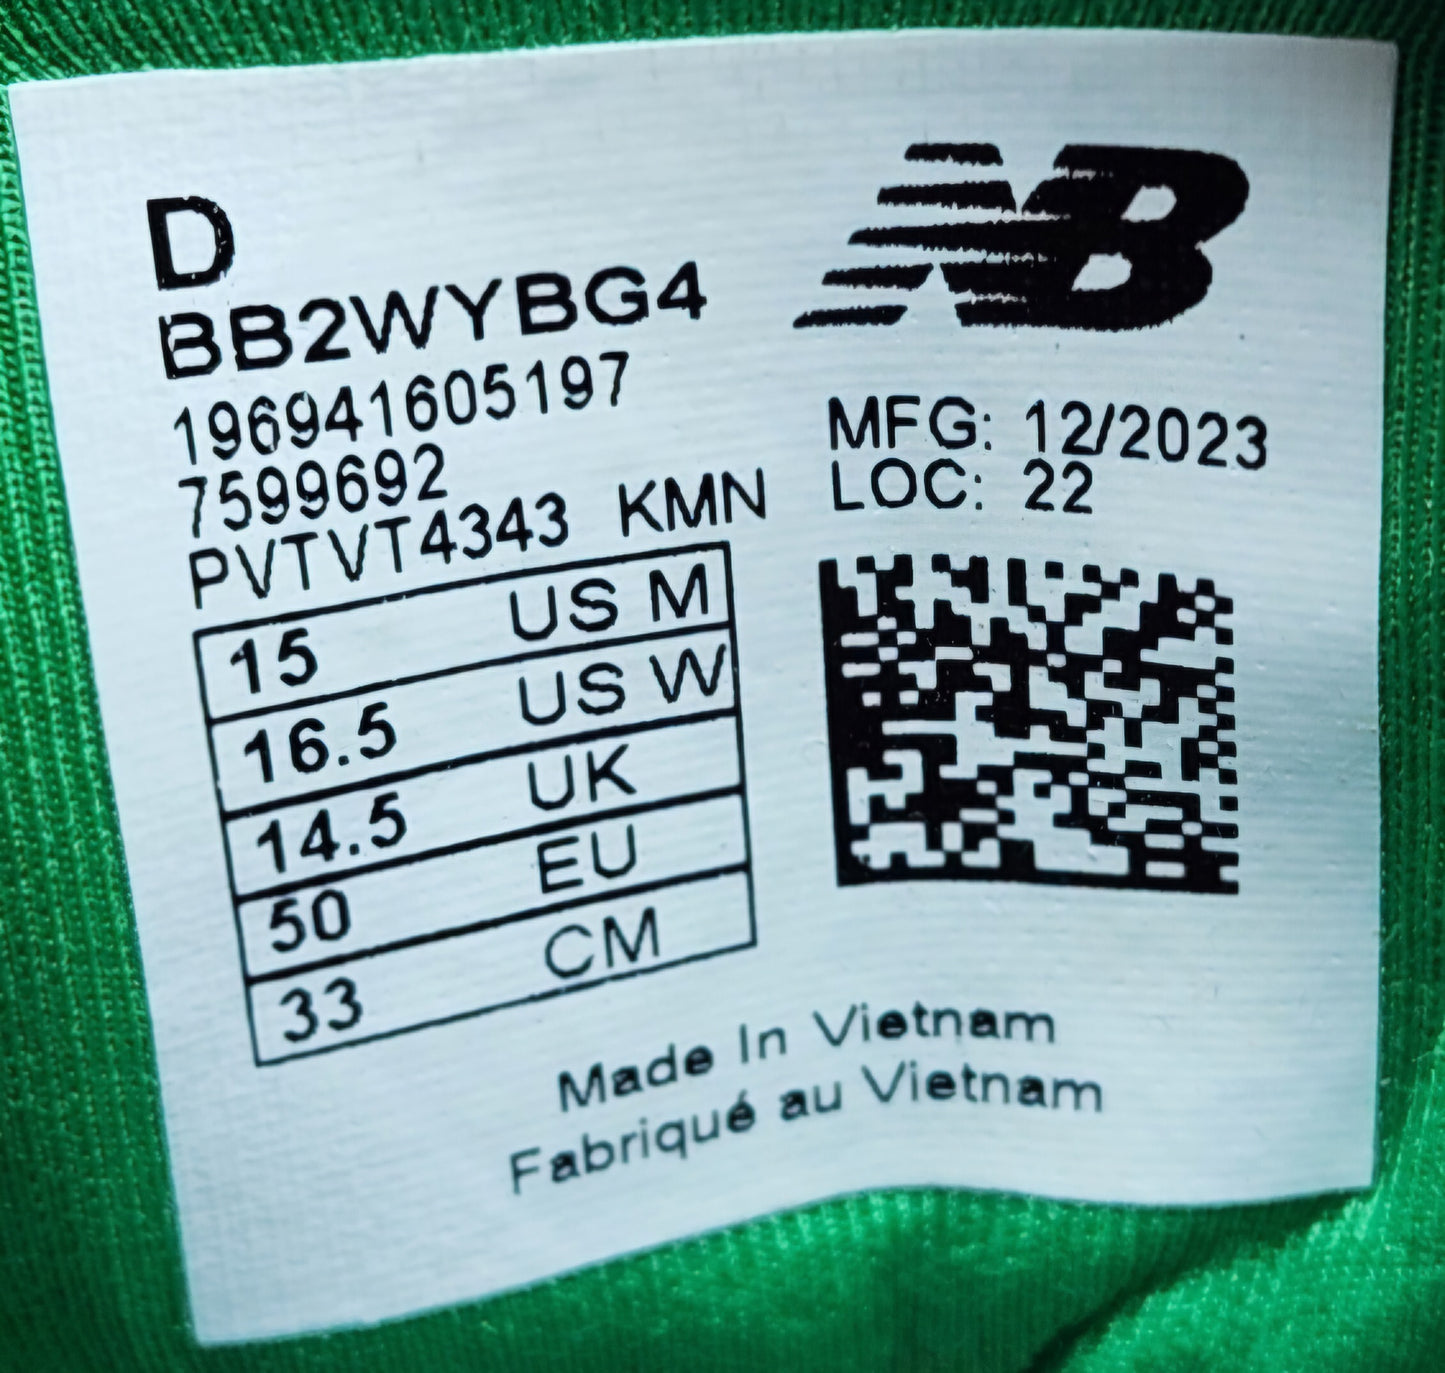 D
BB2WYBG4
196941605197
7599692
PVTVT4343 KMN
15 US M
16.5 US W
14.5 UK
50 EU
33 CM
NB
MFG: 12/2023
LOC: 22
Made In Vietnam
Fabriqué au Vietnam